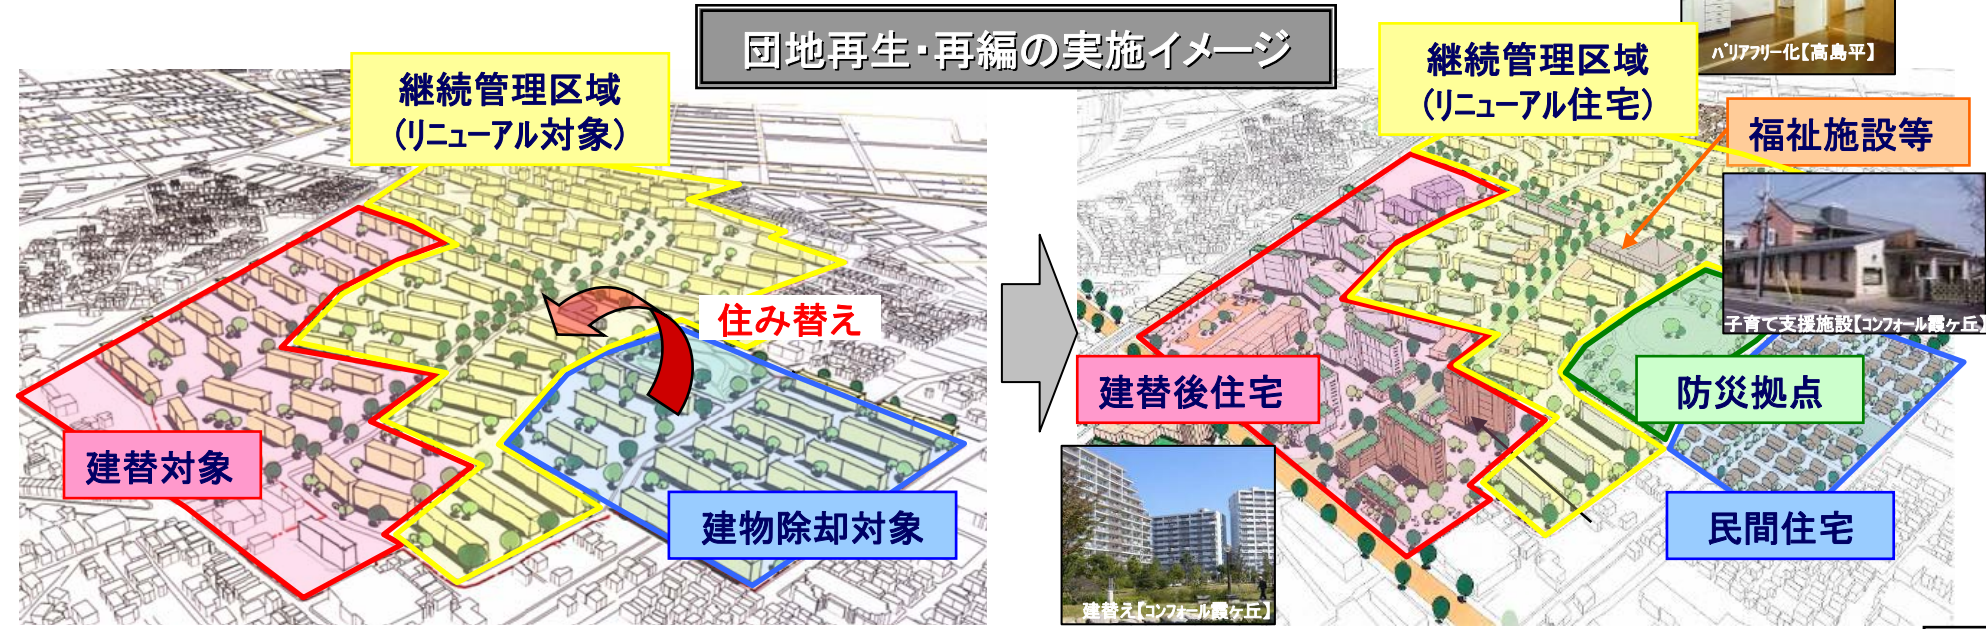 団地再生・再編の実施イメージ
継続管理区域
(リニューアル対象)
住み替え
建替対象
建物除却対象
継続管理区域
(リニューアル住宅)
バリアフリー化【高島平】
福祉施設等
子育て支援施設【コンフォール霞ヶ丘】
建替後住宅
防災拠点
民間住宅
建替え【コンフォール霞ヶ丘】